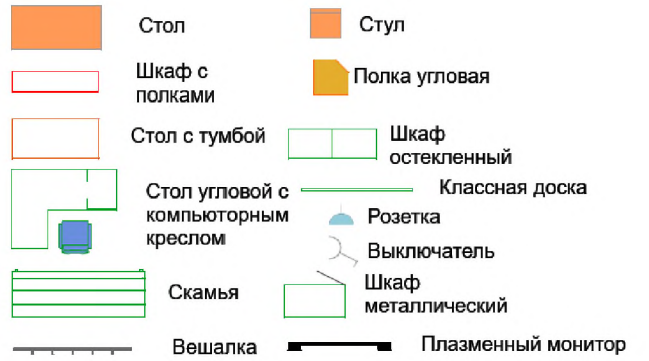 Стол
Стул
Шкаф с
полками
Полка угловая
Стол с тумбой
Шкаф
остекленный
Стол угловой с
компьюторным
креслом
Классная доска
Розетка
Выключатель
Скамья
Шкаф
металлический
Вешалка
Плазменный монитор